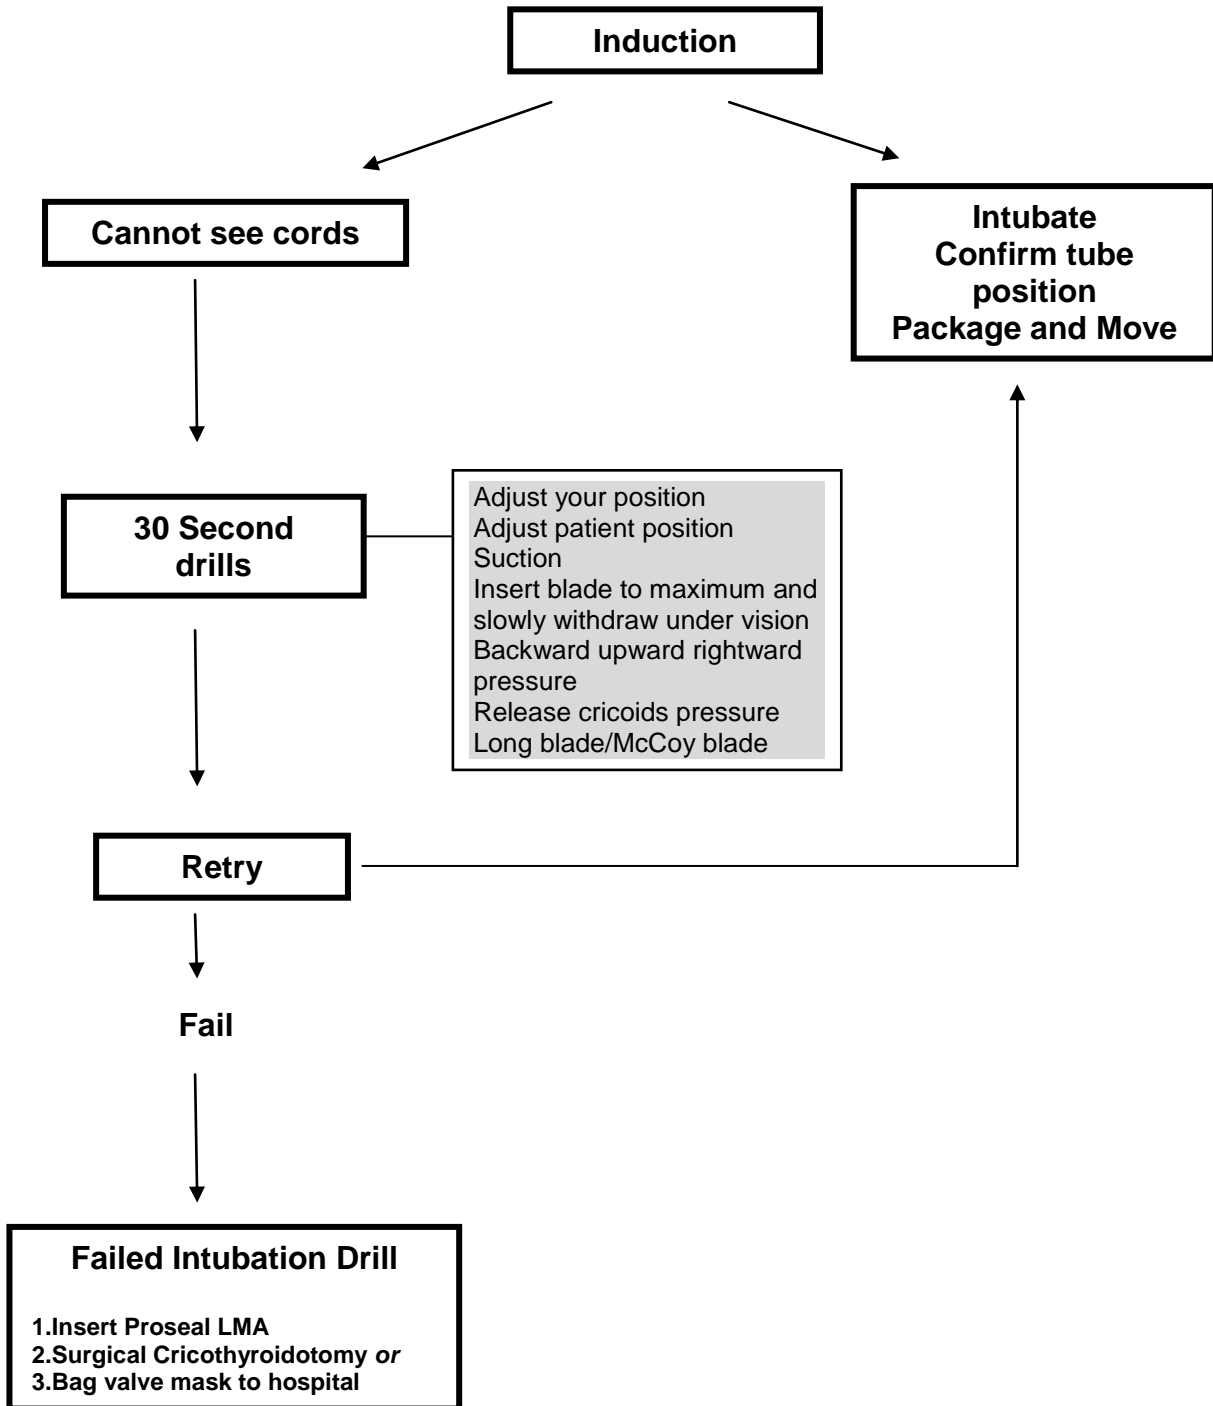 Induction
Cannot see cords
Intubate
Confirm tube
position
Package and Move
30 Second
drills
Adjust your position
Adjust patient position
Suction
Insert blade to maximum and
slowly withdraw under vision
Backward upward rightward
pressure
Release cricoids pressure
Long blade/McCoy blade
Retry
Fail
Failed Intubation Drill
1.Insert Proseal LMA
2.Surgical Cricothyroidotomy or
3.Bag valve mask to hospital